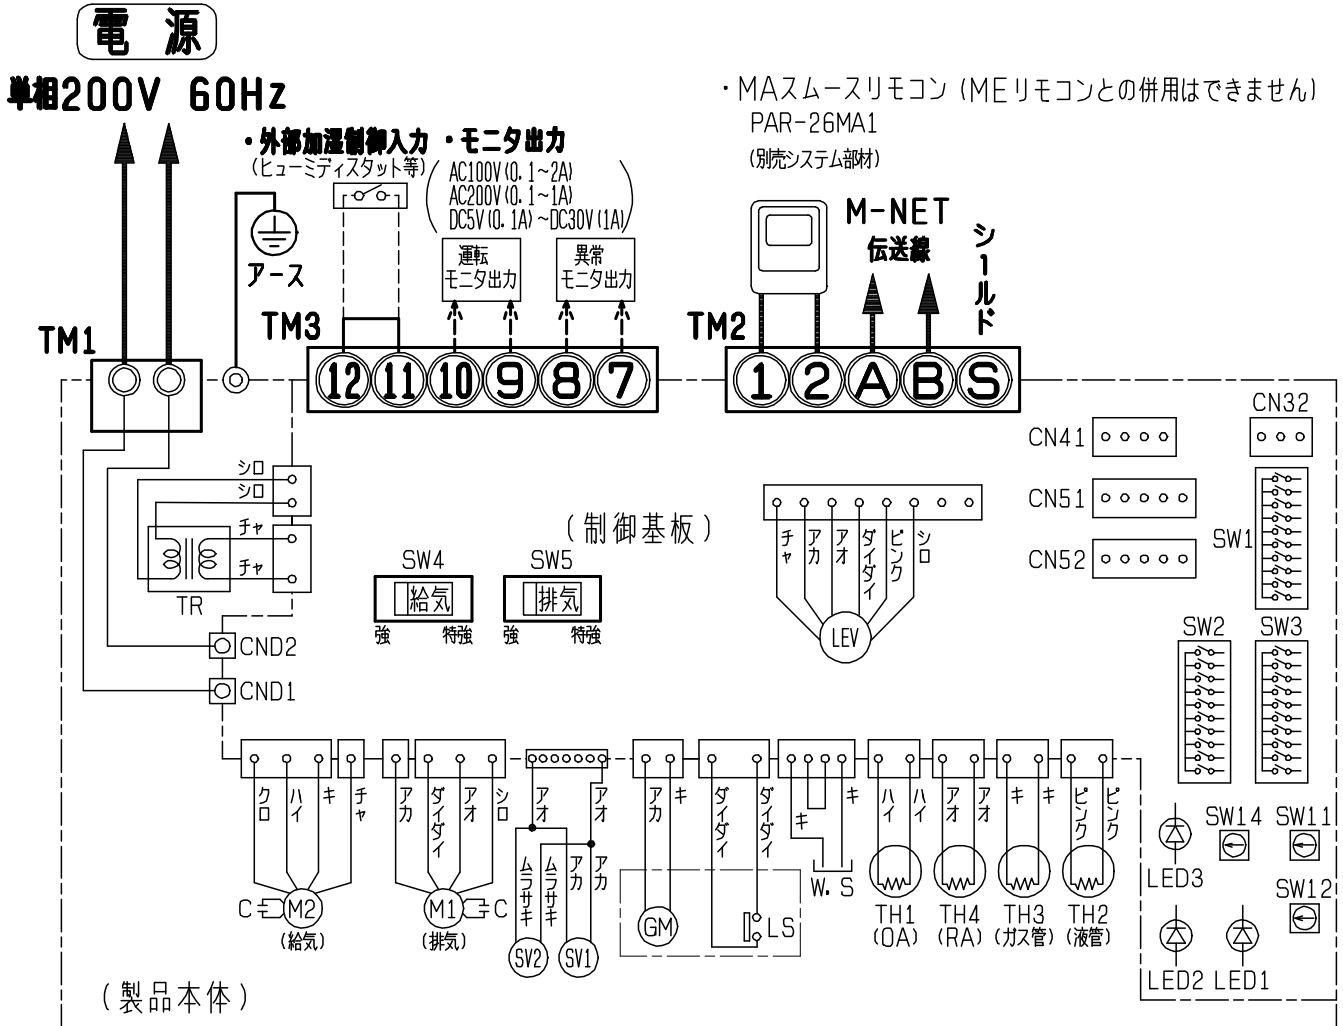 電 源
単相200V 60Hz
・外部加湿制御入力
(ヒューミディスタット等)
・モニタ出力
AC100V(0.1~2A)
AC200V(0.1~1A)
DC5V(0.1A)~DC30V(1A)
運転
モニタ出力
異常
モニタ出力
・MAスムースリモコン(MEリモコンとの併用はできません)
PAR-26MA1
(別売システム部材)
M-NET
伝送線
シールド
アース
TM1
TM3
12 11 10 9 8 7
TM2
1 2 A B S
CN41
CN32
CN51
CN52
SW1
SW2
SW3
シロ
シロ
チャ
チャ
TR
CND2
CND1
(制御基板)
SW4
給気
強 特強
SW5
排気
強 特強
チャ
アカ
アオ
ダイダイ
ピンク
シロ
LEV
クロ
ハイ
キ
チャ
C
M2
(給気)
アカ
ダイダイ
アオ
シロ
M1
C
(排気)
アオ
アオ
ムラサキ
ムラサキ
アカ
アカ
SV2
SV1
アカ
キ
GM
ダイダイ
ダイダイ
LS
キ
キ
W.S
ハイ
ハイ
TH1
(OA)
アオ
アオ
TH4
(RA)
キ
キ
TH3
(ガス管)
ピンク
ピンク
TH2
(液管)
LED3
SW14
SW11
SW12
LED2
LED1
(製品本体)